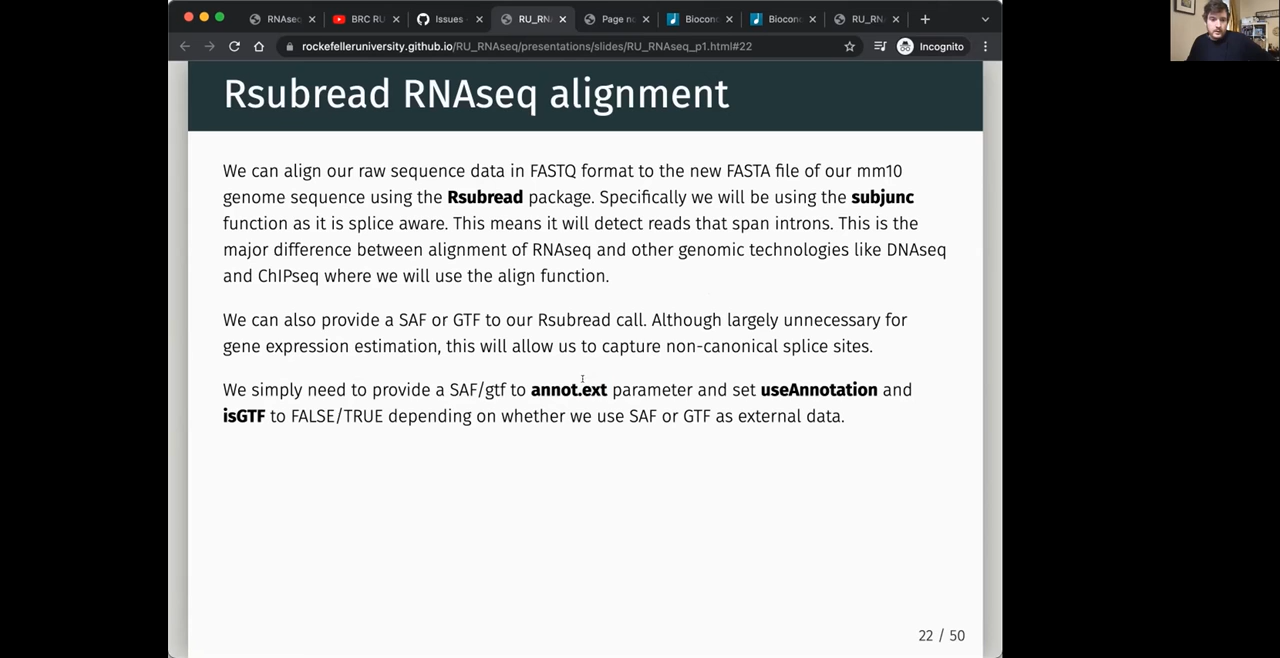 RNAseq
BRC RU
Issues
RU_RN
Page n
Biocon
Biocon
RU_RN
rockefelleruniversity.github.io/RU_RNAseq/presentations/slides/RU_RNAseq_p1.html#22
Incognito
Rsubread RNAseq alignment
We can align our raw sequence data in FASTQ format to the new FASTA file of our mm10
genome sequence using the Rsubread package. Specifically we will be using the subjunc
function as it is splice aware. This means it will detect reads that span introns. This is the
major difference between alignment of RNAseq and other genomic technologies like DNAseq
and ChIPseq where we will use the align function.
We can also provide a SAF or GTF to our Rsubread call. Although largely unnecessary for
gene expression estimation, this will allow us to capture non-canonical splice sites.
We simply need to provide a SAF/gtf to annot.ext parameter and set useAnnotation and
isGTF to FALSE/TRUE depending on whether we use SAF or GTF as external data.
22 / 50